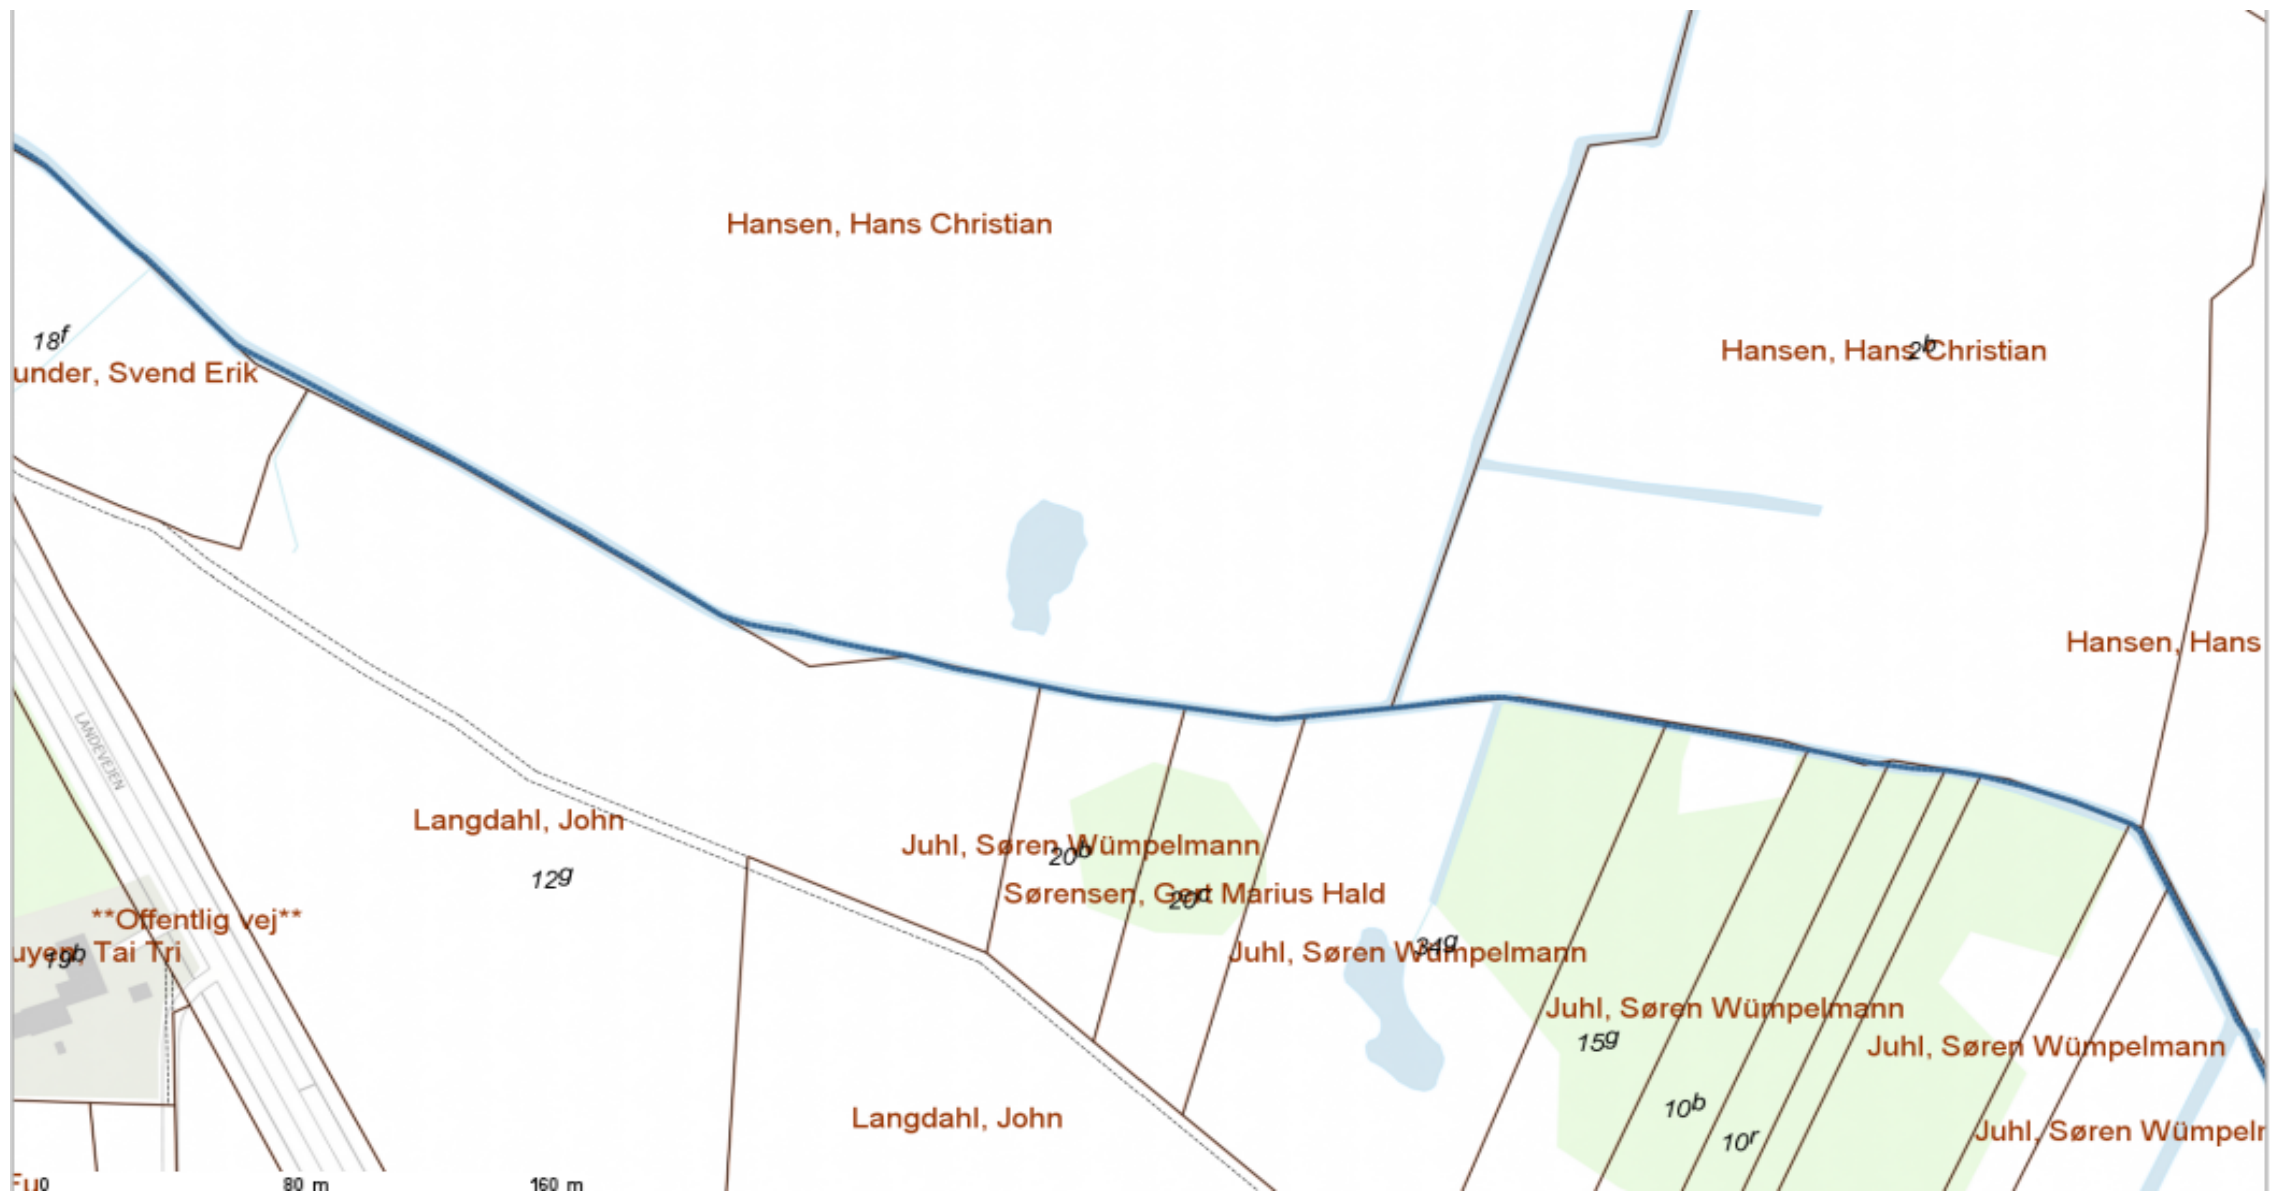 Hansen, Hans Christian
18f
under, Svend Erik
Hansen, Hans Christian
2b
Hansen, Hans
LANDEVEJEN
Langdahl, John
12g
Juhl, Søren Wümpelmann
20b
Sørensen, Gert Marius Hald
20c
Juhl, Søren Wümpelmann
34g
**Offentlig vej**
uyen, Tai Tri
19b
Juhl, Søren Wümpelmann
15g
Juhl, Søren Wümpelmann
10b
Langdahl, John
10r
Juhl, Søren Wümpelr
0
80 m
160 m